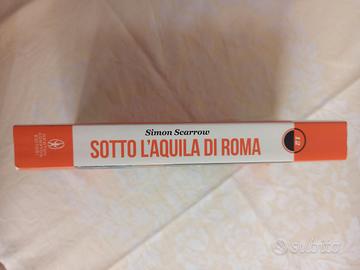 Simon Scarrow
SOTTO L'AQUILA DI ROMA
subito